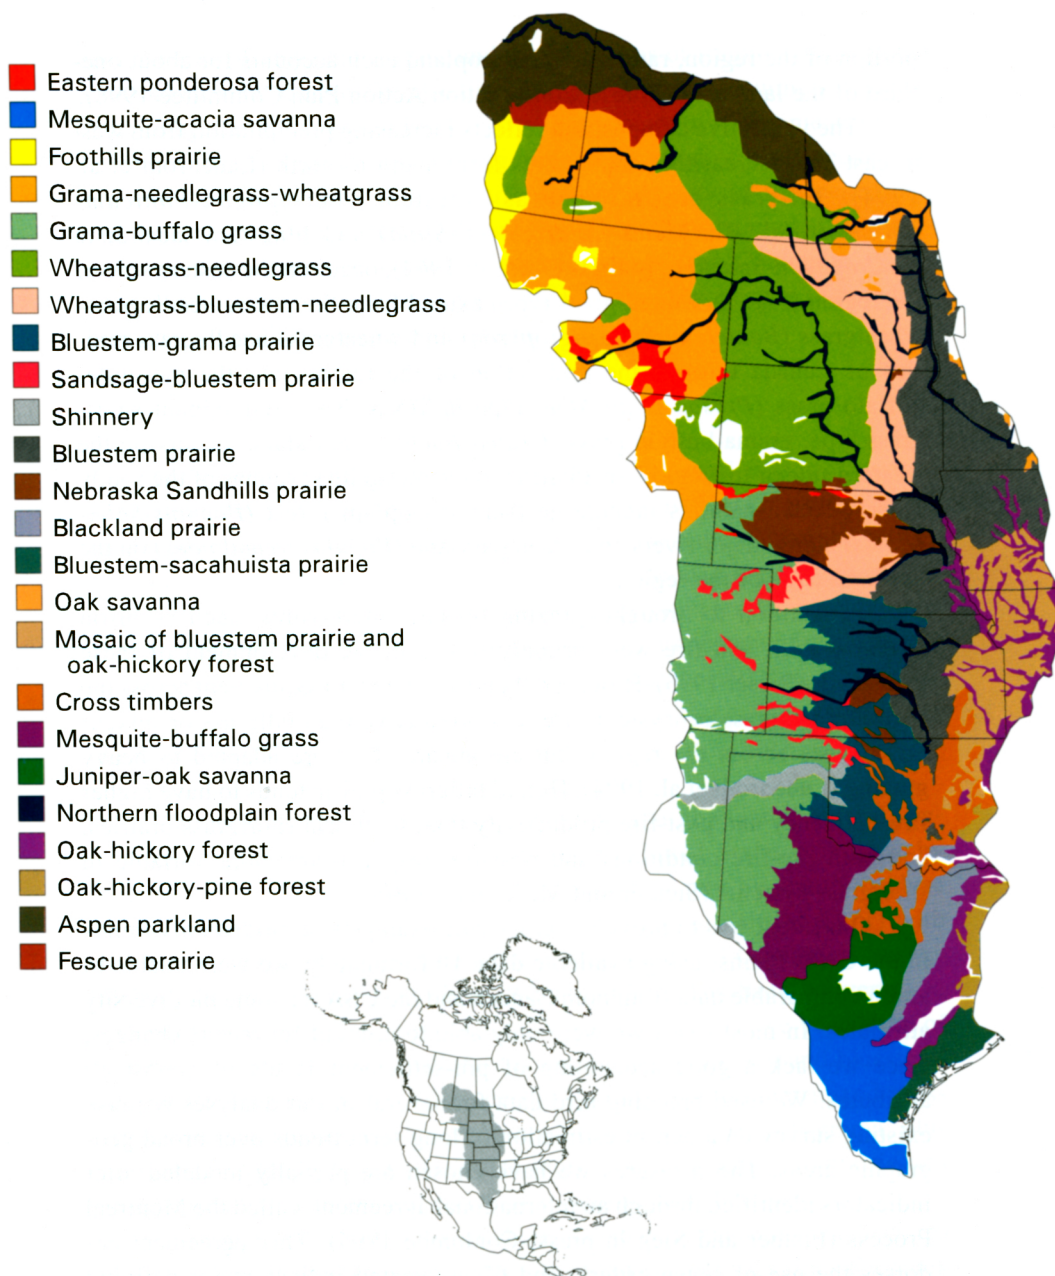 Eastern ponderosa forest
Mesquite-acacia savanna
Foothills prairie
Grama-needlegrass-wheatgrass
Grama-buffalo grass
Wheatgrass-needlegrass
Wheatgrass-bluestem-needlegrass
Bluestem-grama prairie
Sandsage-bluestem prairie
Shinnery
Bluestem prairie
Nebraska Sandhills prairie
Blackland prairie
Bluestem-sacahuista prairie
Oak savanna
Mosaic of bluestem prairie and
oak-hickory forest
Cross timbers
Mesquite-buffalo grass
Juniper-oak savanna
Northern floodplain forest
Oak-hickory forest
Oak-hickory-pine forest
Aspen parkland
Fescue prairie